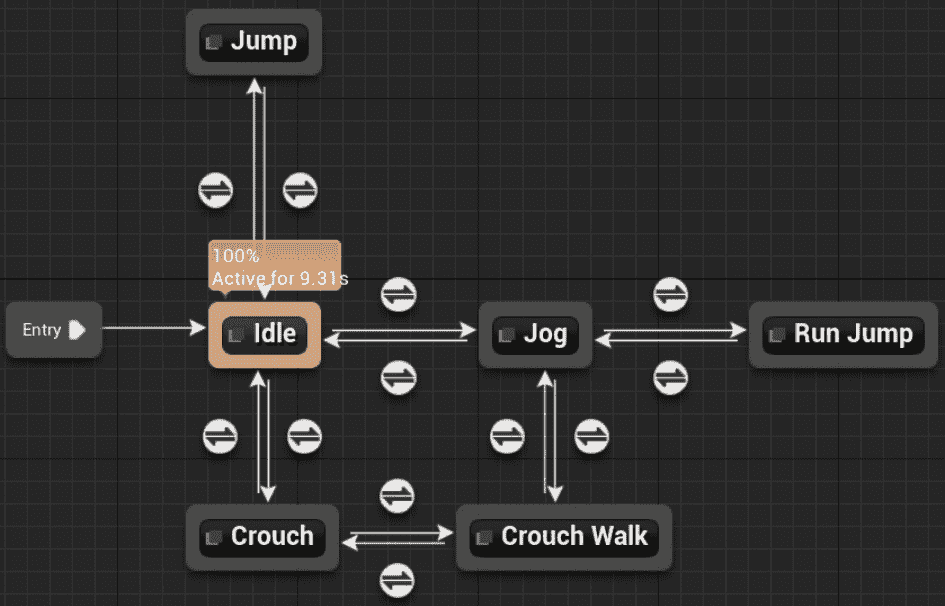 Jump
100%
Active for 9.31s
Entry
Idle
Jog
Run Jump
Crouch
Crouch Walk